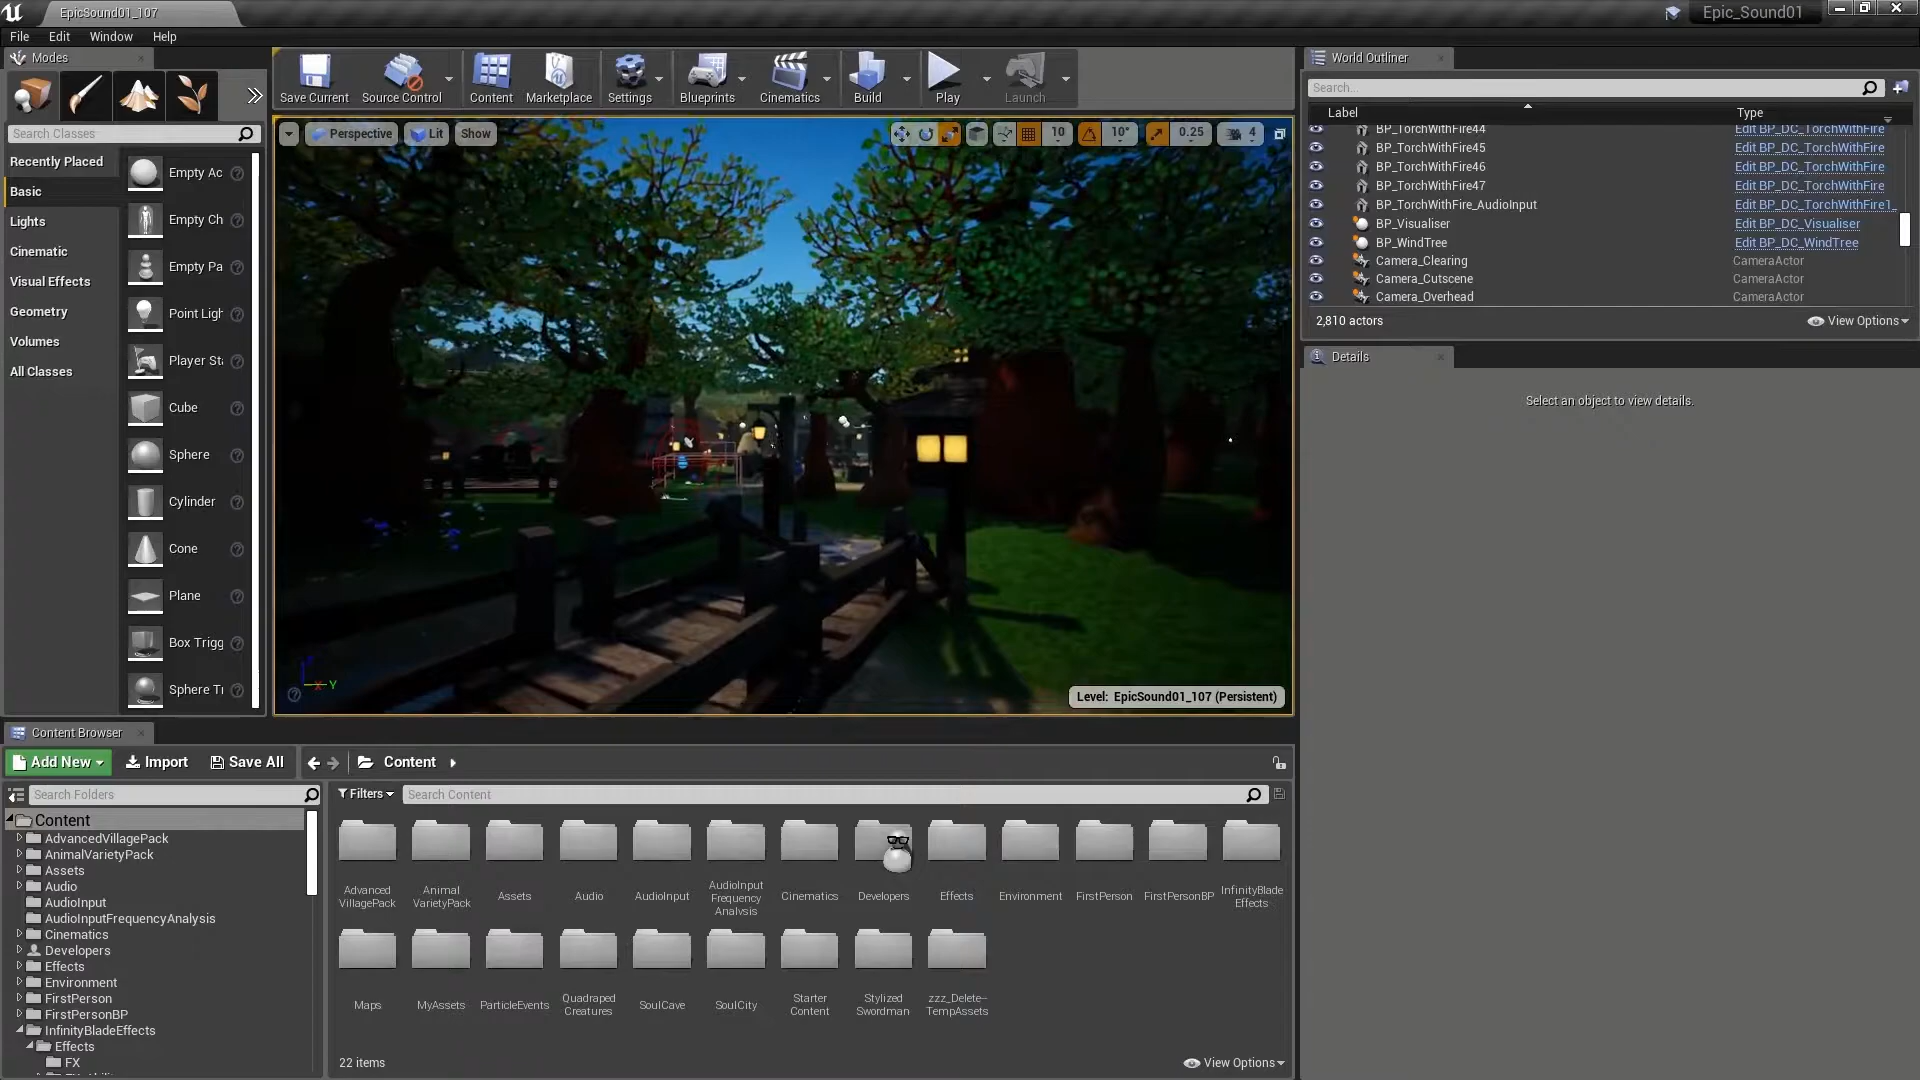 EpicSound01_107
Epic_Sound01
File Edit Window Help
Modes
Search Classes
Recently Placed
Basic
Lights
Cinematic
Visual Effects
Geometry
Volumes
All Classes
Empty Ac
Empty Ch
Empty Pa
Point Ligh
Player Sta
Cube
Sphere
Cylinder
Cone
Plane
Box Trigg
Sphere Tr
Save Current
Source Control
Content
Marketplace
Settings
Blueprints
Cinematics
Build
Play
Launch
Perspective
Lit
Show
10
10°
0.25
4
X Y
Level: EpicSound01_107 (Persistent)
World Outliner
Search...
Label Type
BP_TorchWithFire44 Edit BP_DC_TorchWithFire
BP_TorchWithFire45 Edit BP_DC_TorchWithFire
BP_TorchWithFire46 Edit BP_DC_TorchWithFire
BP_TorchWithFire47 Edit BP_DC_TorchWithFire
BP_TorchWithFire_AudioInput Edit BP_DC_TorchWithFire1_
BP_Visualiser Edit BP_DC_Visualiser
BP_WindTree Edit BP_DC_WindTree
Camera_Clearing CameraActor
Camera_Cutscene CameraActor
Camera_Overhead CameraActor
2,810 actors
View Options
Details
Select an object to view details.
Content Browser
Add New
Import
Save All
Content
Search Folders
Content
AdvancedVillagePack
AnimalVarietyPack
Assets
Audio
AudioInput
AudioInputFrequencyAnalysis
Cinematics
Developers
Effects
Environment
FirstPerson
FirstPersonBP
InfinityBladeEffects
Effects
FX
Filters
Search Content
Advanced
VillagePack
Animal
VarietyPack
Assets
Audio
AudioInput
AudioInput
Frequency
Analysis
Cinematics
Developers
Effects
Environment
FirstPerson
FirstPersonBP
InfinityBlade
Effects
Maps
MyAssets
ParticleEvents
Quadraped
Creatures
SoulCave
SoulCity
Starter
Content
Stylized
Swordman
zzz_Delete--
TempAssets
22 items
View Options